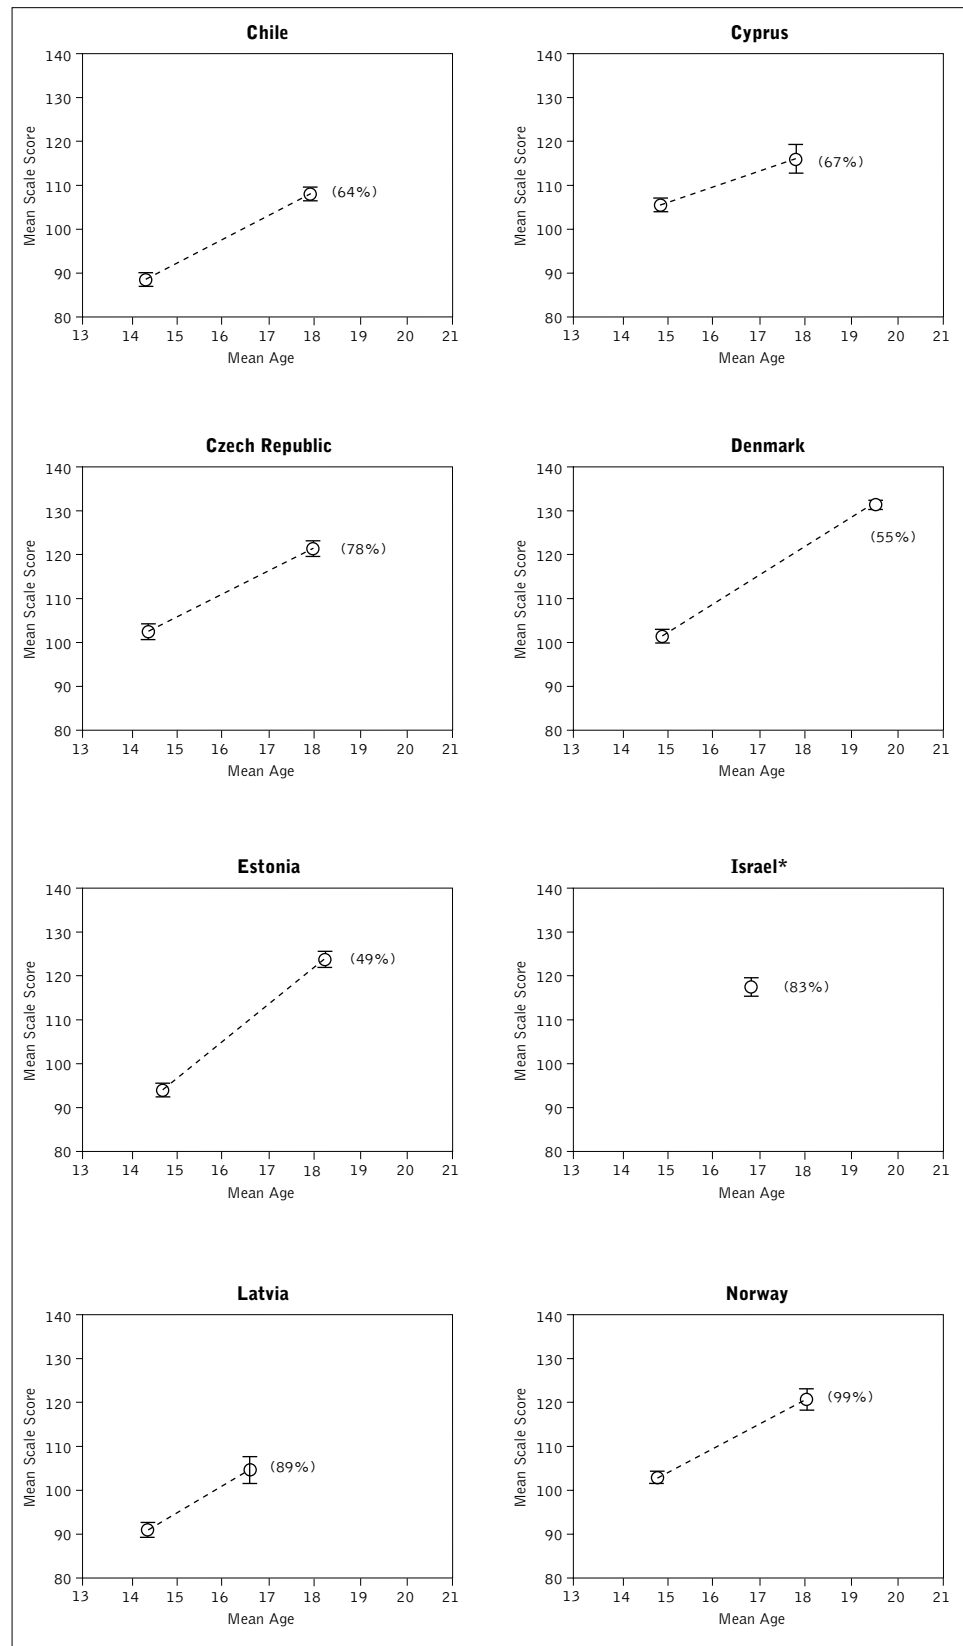 Chile
140
130
120
110
100
90
80
Mean Scale Score
(64%)
13 14 15 16 17 18 19 20 21
Mean Age
Cyprus
140
130
120
110
100
90
80
Mean Scale Score
(67%)
13 14 15 16 17 18 19 20 21
Mean Age
Czech Republic
140
130
120
110
100
90
80
Mean Scale Score
(78%)
13 14 15 16 17 18 19 20 21
Mean Age
Denmark
140
130
120
110
100
90
80
Mean Scale Score
(55%)
13 14 15 16 17 18 19 20 21
Mean Age
Estonia
140
130
120
110
100
90
80
Mean Scale Score
(49%)
13 14 15 16 17 18 19 20 21
Mean Age
Israel*
140
130
120
110
100
90
80
Mean Scale Score
(83%)
13 14 15 16 17 18 19 20 21
Mean Age
Latvia
140
130
120
110
100
90
80
Mean Scale Score
(89%)
13 14 15 16 17 18 19 20 21
Mean Age
Norway
140
130
120
110
100
90
80
Mean Scale Score
(99%)
13 14 15 16 17 18 19 20 21
Mean Age